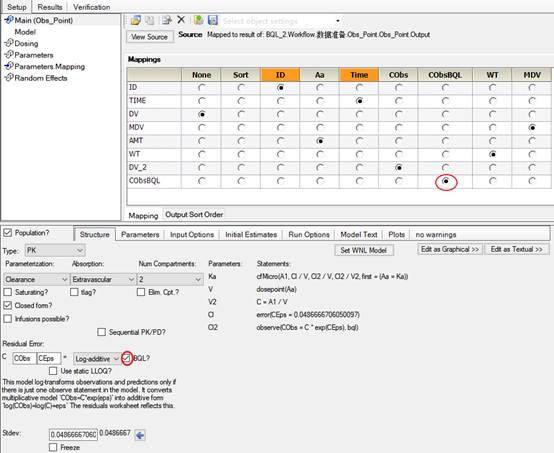 Setup Results Verification
Main (Obs_Point)
Model
Dosing
Parameters
Parameters.Mapping
Random Effects
Select object settings
View Source Source Mapped to result of: BQL_2.Workflow.数据准备.Obs_Point.Obs_Point.Output
Mappings
None Sort ID Aa Time CObs CObsBQL WT MDV
ID
TIME
DV
MDV
AMT
WT
DV_2
CObsBQL
Mapping Output Sort Order
Population? Structure Parameters Input Options Initial Estimates Run Options Model Text Plots no warnings
Type: PK Set WNL Model Edit as Graphical >> Edit as Textual >>
Parameterization: Absorption: Num Compartments: Parameters: Statements:
Clearance Extravascular 2 Ka cfMicro(A1, Cl / V, Cl2 / V, Cl2 / V2, first = (Aa = Ka))
Saturating? tlag? Elim. Cpt.? V dosepoint(Aa)
Closed form? V2 C = A1 / V
Infusions possible? Cl error(CEps = 0.0486666706050097)
Sequential PK/PD? Cl2 observe(CObs = C * exp(CEps), bql)
Residual Error:
C CObs CEps = Log-additive BQL?
Use static LLOQ?
This model log-transforms observations and predictions only if
there is just one observe statement in the model. It converts
multiplicative model 'CObs=C*exp(eps)' into additive form
'log(CObs)=log(C)+eps' The residuals worksheet reflects this.
Stdev: 0.04866667060 0.0486667
Freeze